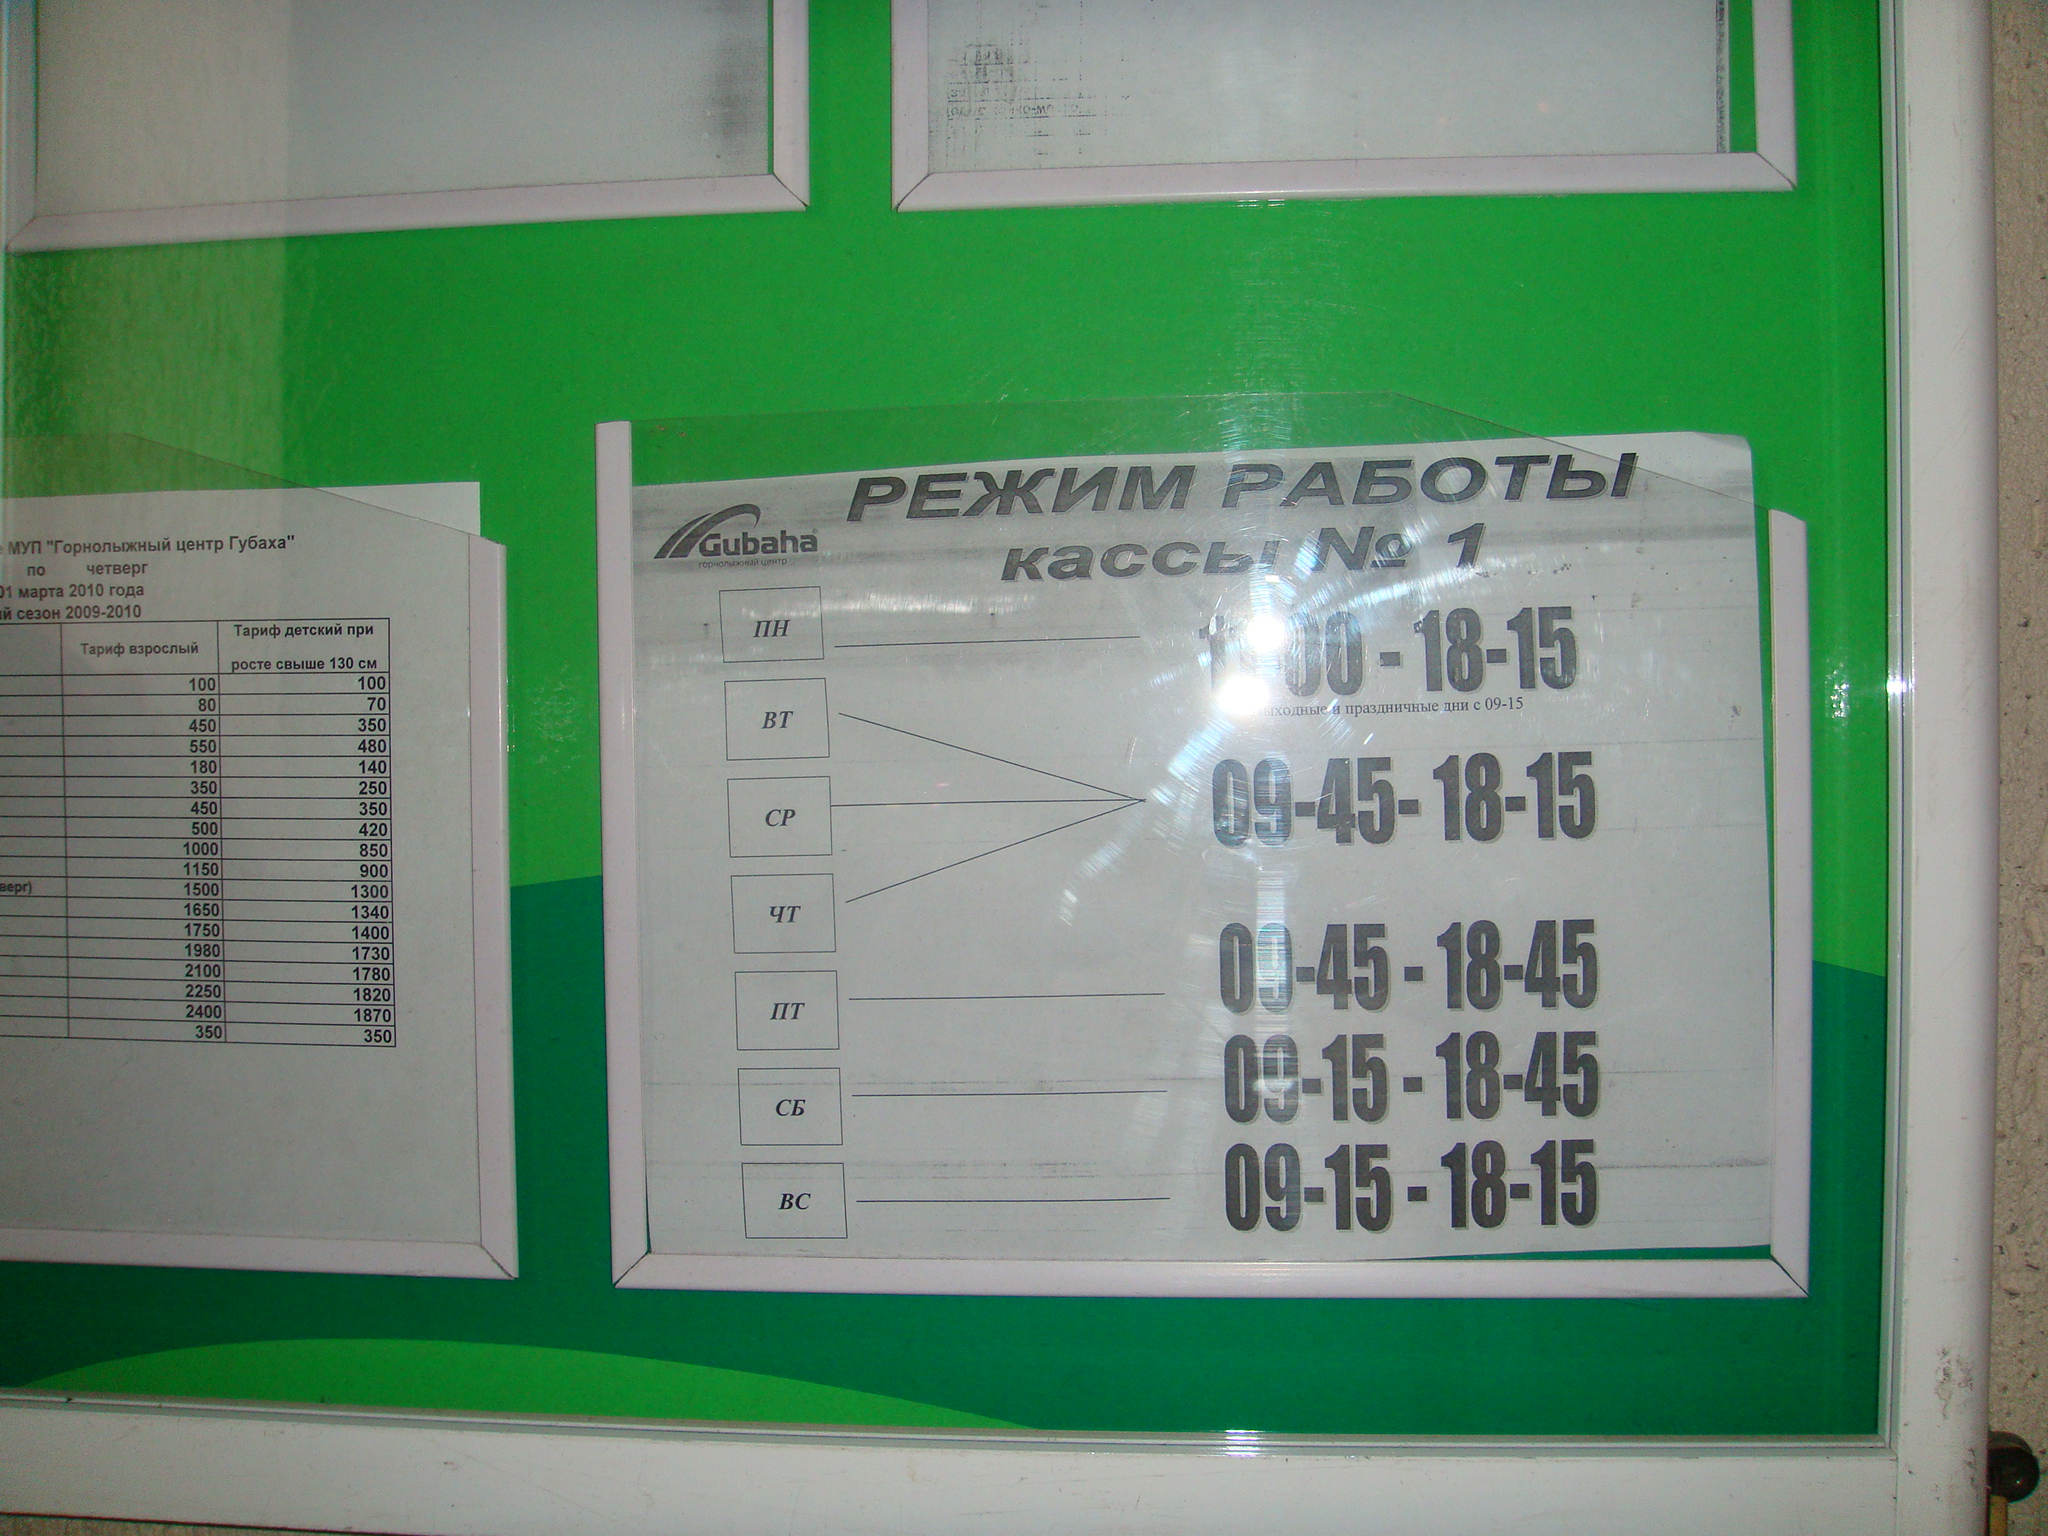 МУП "Горнолыжный центр Губаха"
по четверг
01 марта 2010 года
сезон 2009-2010
Тариф взрослый
Тариф детский при
росте свыше 130 см
100 100
80 70
450 350
550 480
180 140
350 250
450 350
500 420
1000 850
1150 900
1500 1300
1650 1340
1750 1400
1980 1730
2100 1780
2250 1820
2400 1870
350 350
РЕЖИМ РАБОТЫ
кассы № 1
Gubaha
горнолыжный центр
ПН - 18-15
и праздничные дни с 09-15
ВТ
СР 09-45- 18-15
ЧТ
ПТ 09-45 - 18-45
СБ 09-15 - 18-45
ВС 09-15 - 18-15